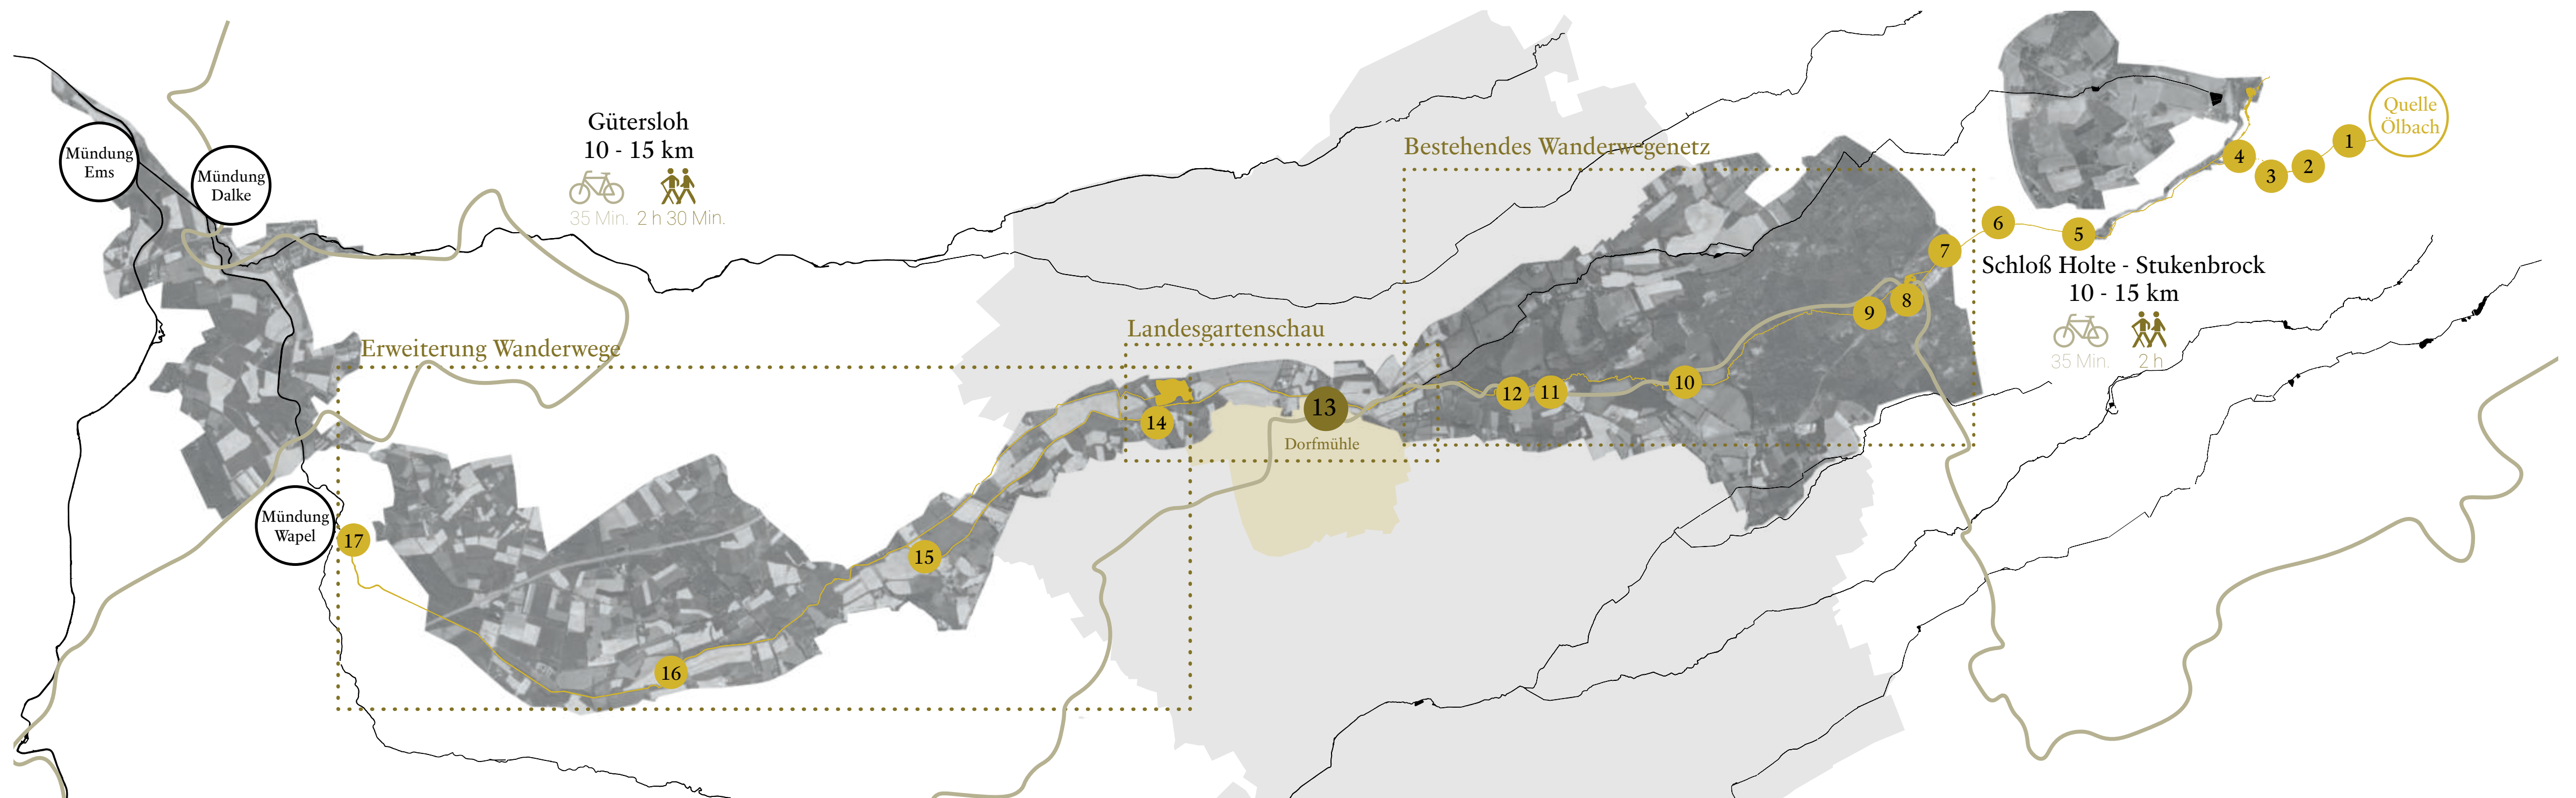 Mündung
Ems
Mündung
Dalke
Gütersloh
10 - 15 km
35 Min. 2 h 30 Min.
Bestehendes Wanderwegenetz
Quelle
Ölbach
1
2
3
4
5
6
7
Schloß Holte - Stukenbrock
10 - 15 km
35 Min. 2 h
8
9
10
11
12
Landesgartenschau
13
Dorfmühle
14
Erweiterung Wanderwege
15
16
17
Mündung
Wapel